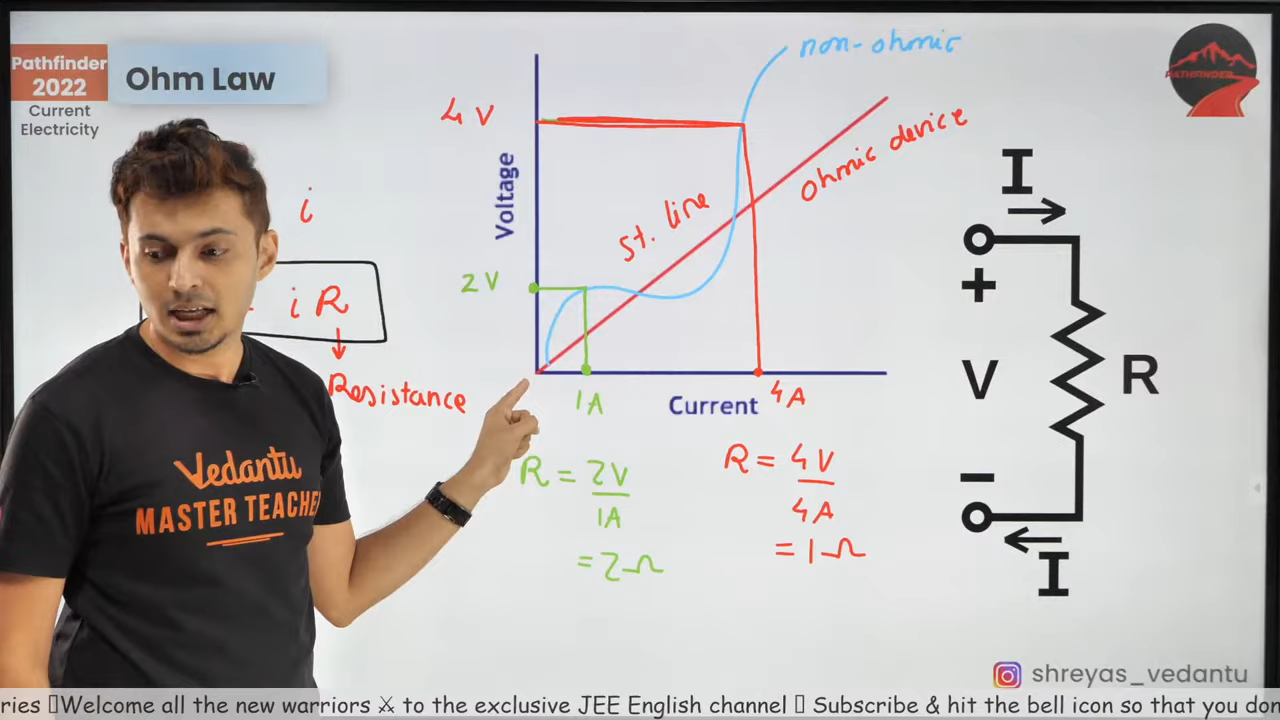 Pathfinder
2022
Ohm Law
Current
Electricity
non-ohmic
PATHFINDER
4 V
Voltage
ohmic device
st. line
i
i R
Resistance
2 V
1A
Current
4A
R = 2V
1A
= 2Ω
R = 4V
4A
= 1Ω
I
+
V
R
−
I
Vedantu
MASTER TEACHE
shreyas_vedantu
ries Welcome all the new warriors ⚔ to the exclusive JEE English channel Subscribe & hit the bell icon so that you don